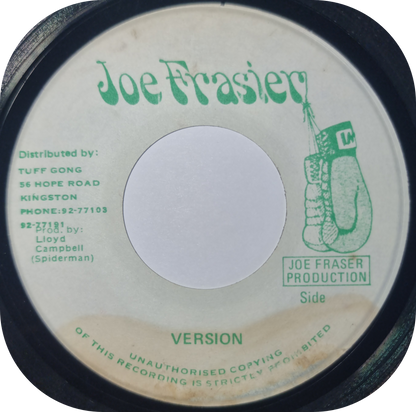 Joe Frasier
Distributed by:
TUFF GONG
56 HOPE ROAD
KINGSTON
PHONE:92-77103
92-77191
Prod. by:
Lloyd
Campbell
(Spiderman)
JOE FRASER
PRODUCTION
Side
VERSION
UNAUTHORISED COPYING
OF THIS RECORDING IS STRICTLY PROHIBITED